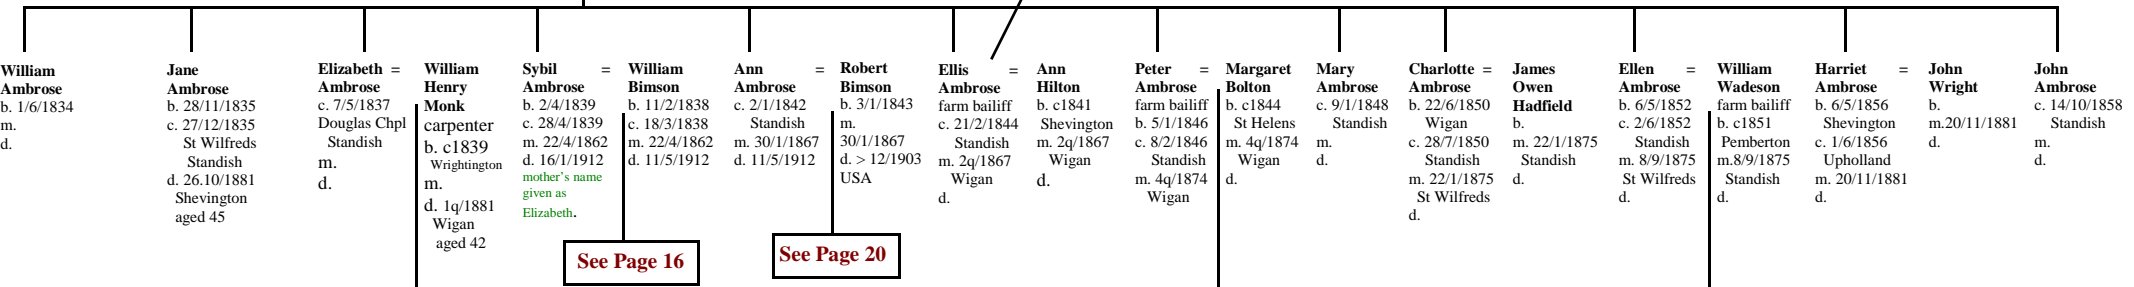 William
Ambrose
b. 1/6/1834
m.
d.
Jane
Ambrose
b. 28/11/1835
c. 27/12/1835
St Wilfreds
Standish
d. 26.10/1881
Shevington
aged 45
Elizabeth =
Ambrose
c. 7/5/1837
Douglas Chpl
Standish
m.
d.
William
Henry
Monk
carpenter
b. c1839
Wrightington
m.
d. 1q/1881
Wigan
aged 42
Sybil =
Ambrose
b. 2/4/1839
c. 28/4/1839
m. 22/4/1862
d. 16/1/1912
mother's name
given as
Elizabeth.
William
Bimson
b. 11/2/1838
c. 18/3/1838
m. 22/4/1862
d. 11/5/1912
See Page 16
Ann =
Ambrose
c. 2/1/1842
Standish
m. 30/1/1867
d. 11/5/1912
Robert
Bimson
b. 3/1/1843
m.
30/1/1867
d. > 12/1903
USA
See Page 20
Ellis =
Ambrose
farm bailiff
c. 21/2/1844
Standish
m. 2q/1867
Wigan
d.
Ann
Hilton
b. c1841
Shevington
m. 2q/1867
Wigan
d.
Peter =
Ambrose
farm bailiff
b. 5/1/1846
c. 8/2/1846
Standish
m. 4q/1874
Wigan
Margaret
Bolton
b. c1844
St Helens
m. 4q/1874
Wigan
d.
Mary
Ambrose
c. 9/1/1848
Standish
m.
d.
Charlotte =
Ambrose
b. 22/6/1850
Wigan
c. 28/7/1850
Standish
m. 22/1/1875
St Wilfreds
d.
James
Owen
Hadfield
b.
m. 22/1/1875
Standish
d.
Ellen =
Ambrose
b. 6/5/1852
c. 2/6/1852
Standish
m. 8/9/1875
St Wilfreds
d.
William
Wadeson
farm bailiff
b. c1851
Pemberton
m.8/9/1875
Standish
d.
Harriet =
Ambrose
b. 6/5/1856
Shevington
c. 1/6/1856
Upholland
m. 20/11/1881
d.
John
Wright
b.
m.20/11/1881
d.
John
Ambrose
c. 14/10/1858
Standish
m.
d.